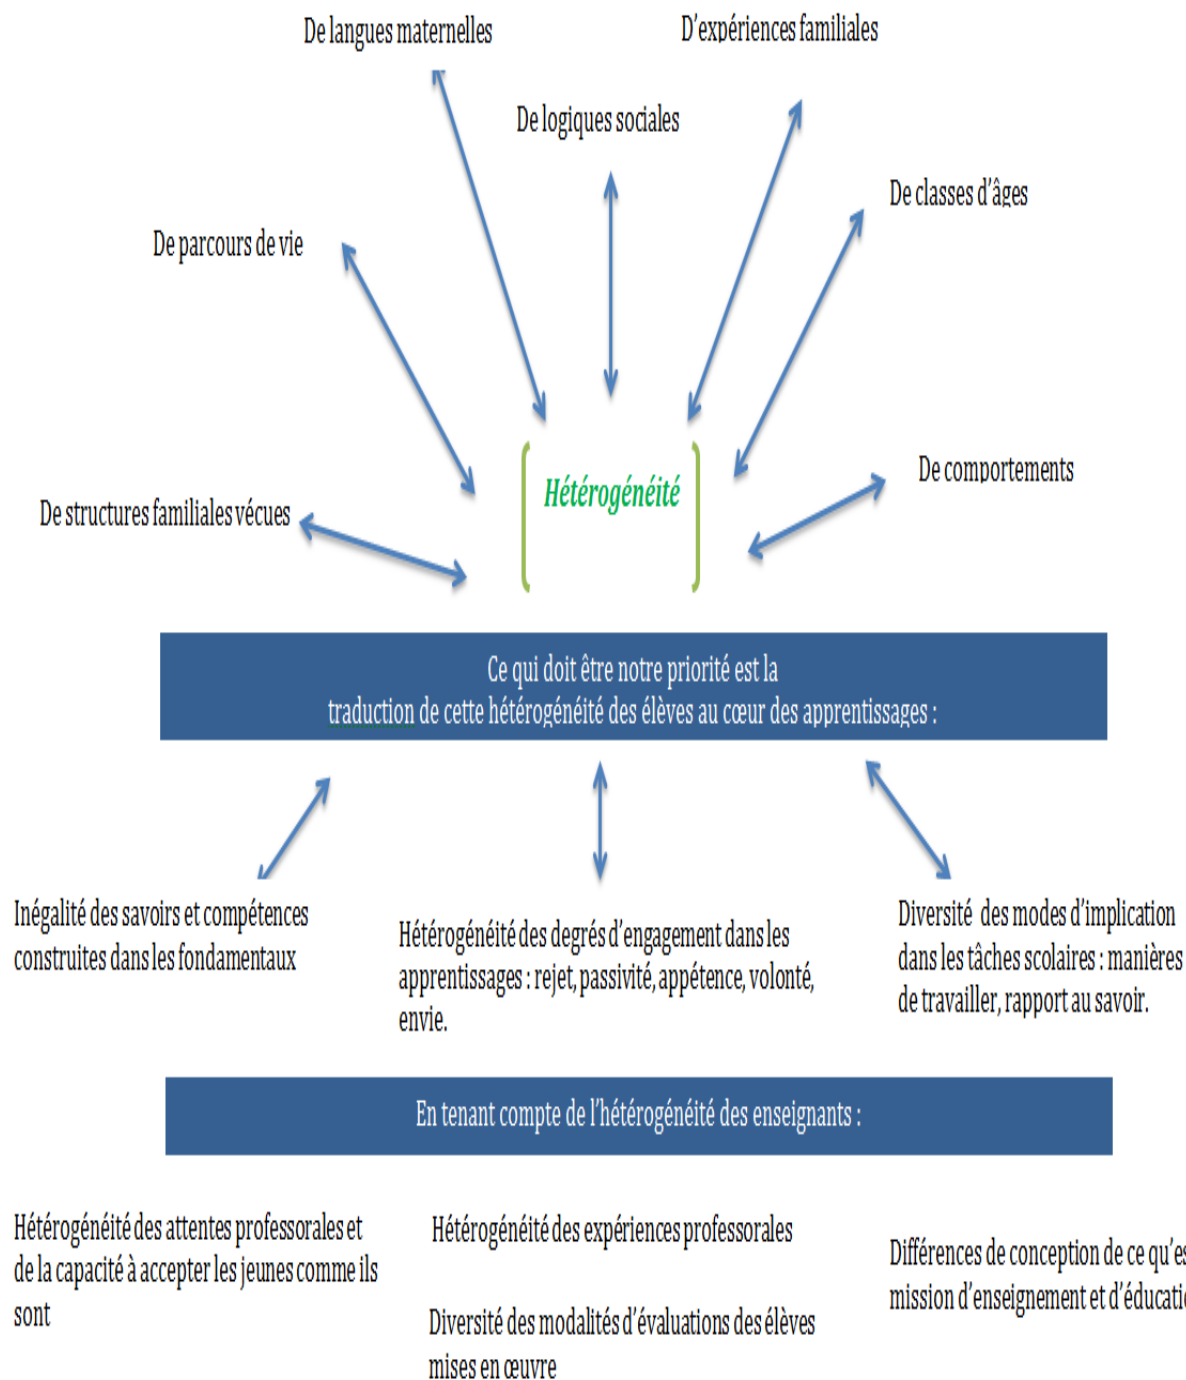 De langues maternelles
D'expériences familiales
De logiques sociales
De classes d'âges
De parcours de vie
De comportements
Hétérogénéité
De structures familiales vécues
Ce qui doit être notre priorité est la
traduction de cette hétérogénéité des élèves au cœur des apprentissages :
Inégalité des savoirs et compétences
construites dans les fondamentaux
Hétérogénéité des degrés d'engagement dans les
apprentissages : rejet, passivité, appétence, volonté,
envie.
Diversité des modes d'implication
dans les tâches scolaires : manières
de travailler, rapport au savoir.
En tenant compte de l'hétérogénéité des enseignants :
Hétérogénéité des attentes professorales et
de la capacité à accepter les jeunes comme ils
sont
Hétérogénéité des expériences professorales
Diversité des modalités d'évaluations des élèves
mises en œuvre
Différences de conception de ce
mission d'enseignement et